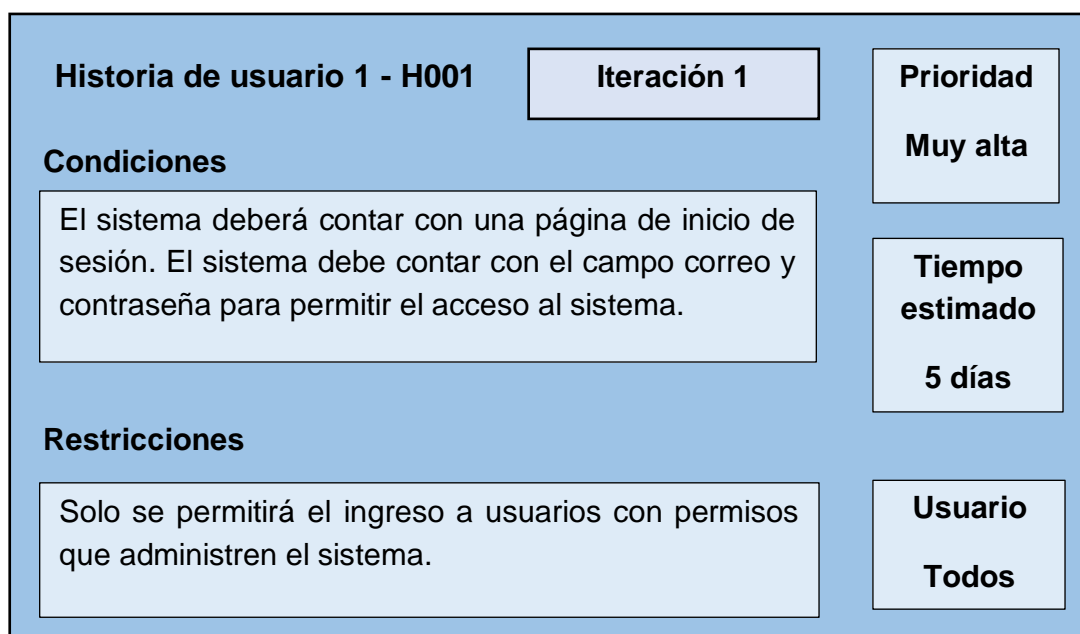 Historia de usuario 1 - H001
Iteración 1
Prioridad
Muy alta
Condiciones
El sistema deberá contar con una página de inicio de
sesión. El sistema debe contar con el campo correo y
contraseña para permitir el acceso al sistema.
Tiempo
estimado
5 días
Restricciones
Solo se permitirá el ingreso a usuarios con permisos
que administren el sistema.
Usuario
Todos